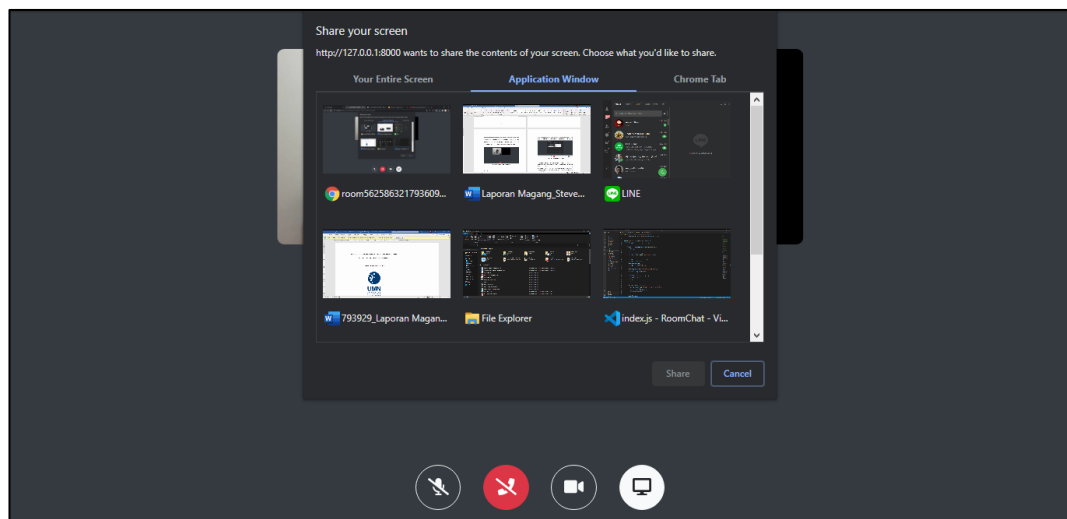 Share your screen
http://127.0.0.1:8000 wants to share the contents of your screen. Choose what you'd like to share.
Your Entire Screen
Application Window
Chrome Tab
room562586321793609...
Laporan Magang_Steve...
LINE
UMN
793929_Laporan Magan...
File Explorer
index.js - RoomChat - Vi...
Share
Cancel